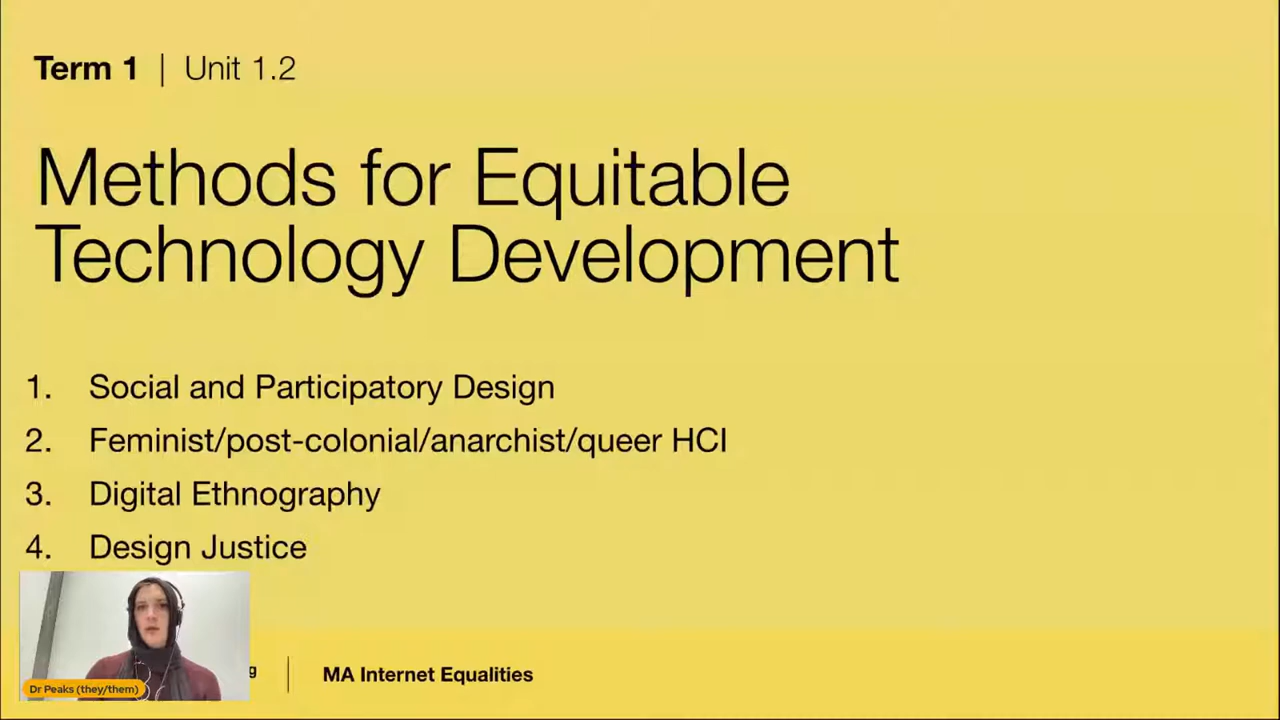 Term 1 | Unit 1.2
Methods for Equitable
Technology Development
1. Social and Participatory Design
2. Feminist/post-colonial/anarchist/queer HCI
3. Digital Ethnography
4. Design Justice
MA Internet Equalities
Dr Peaks (they/them)